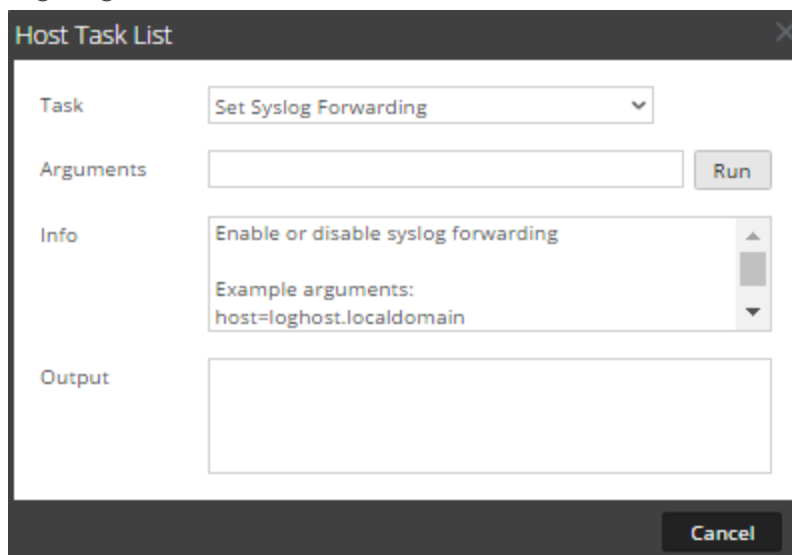 Host Task List
Task
Set Syslog Forwarding
Arguments
Run
Info
Enable or disable syslog forwarding
Example arguments:
host=loghost.localdomain
Output
Cancel